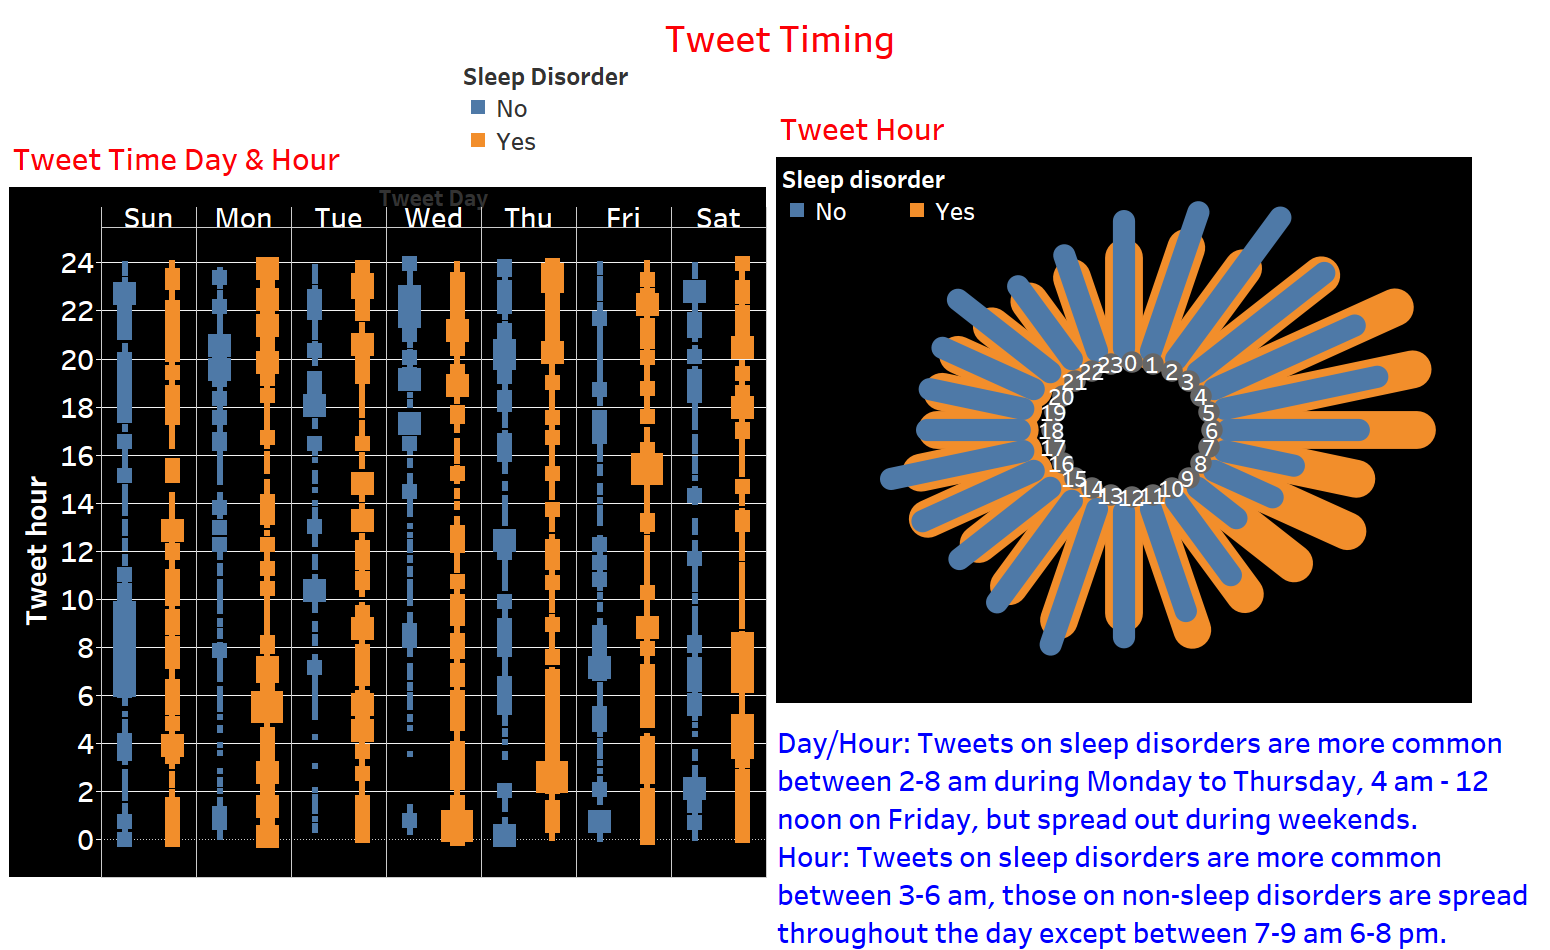 Tweet Timing
Sleep Disorder
No
Yes
Tweet Time Day & Hour
Tweet Day
Sun Mon Tue Wed Thu Fri Sat
Tweet hour
24
22
20
18
16
14
12
10
8
6
4
2
0
Tweet Hour
Sleep disorder
No Yes
0
1
2
3
4
5
6
7
8
9
10
11
12
13
14
15
16
17
18
19
20
21
22
23
Day/Hour: Tweets on sleep disorders are more common
between 2-8 am during Monday to Thursday, 4 am - 12
noon on Friday, but spread out during weekends.
Hour: Tweets on sleep disorders are more common
between 3-6 am, those on non-sleep disorders are spread
throughout the day except between 7-9 am 6-8 pm.